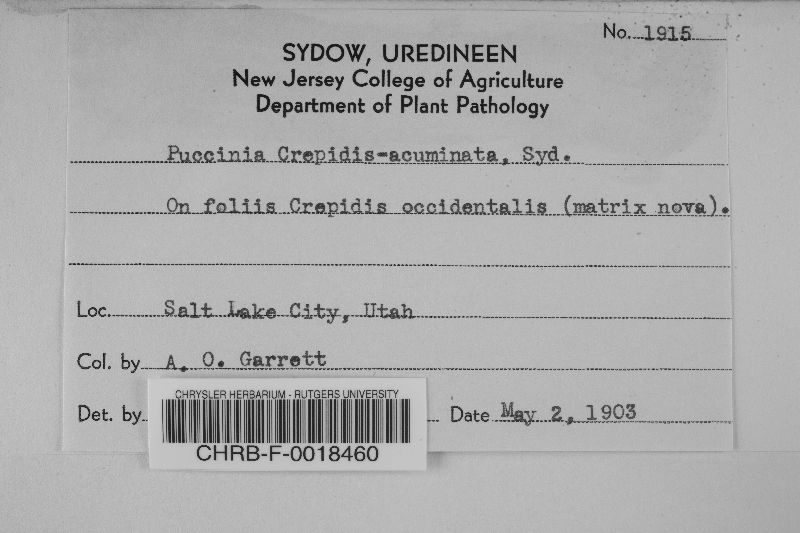 No. 1915
SYDOW, UREDINEEN
New Jersey College of Agriculture
Department of Plant Pathology
Puccinia Crepidis-acuminata, Syd.
On foliis Crepidis occidentalis (matrix nova).
Loc. Salt Lake City, Utah
Col. by A. O. Garrett
Det. by
Date May 2, 1903
CHRYSLER HERBARIUM - RUTGERS UNIVERSITY
CHRB-F-0018460